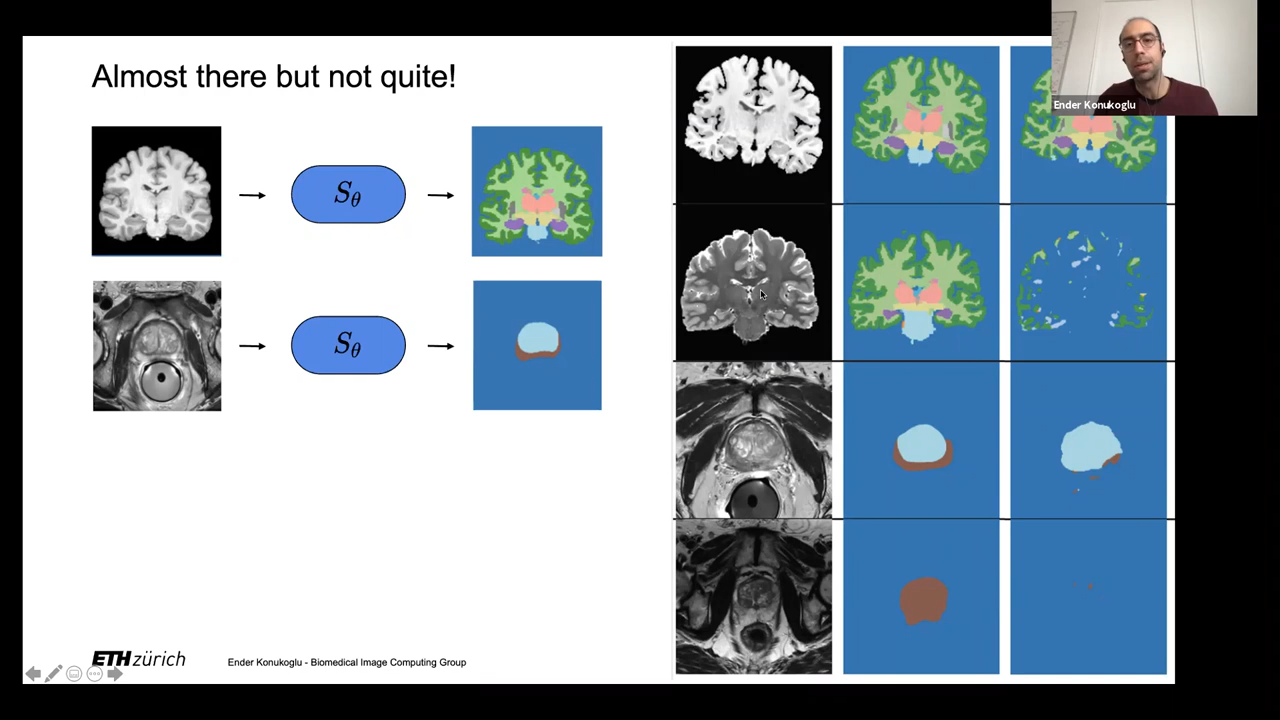 Almost there but not quite!
Ender Konukoglu
Sθ
Sθ
ETH zürich
Ender Konukoglu - Biomedical Image Computing Group